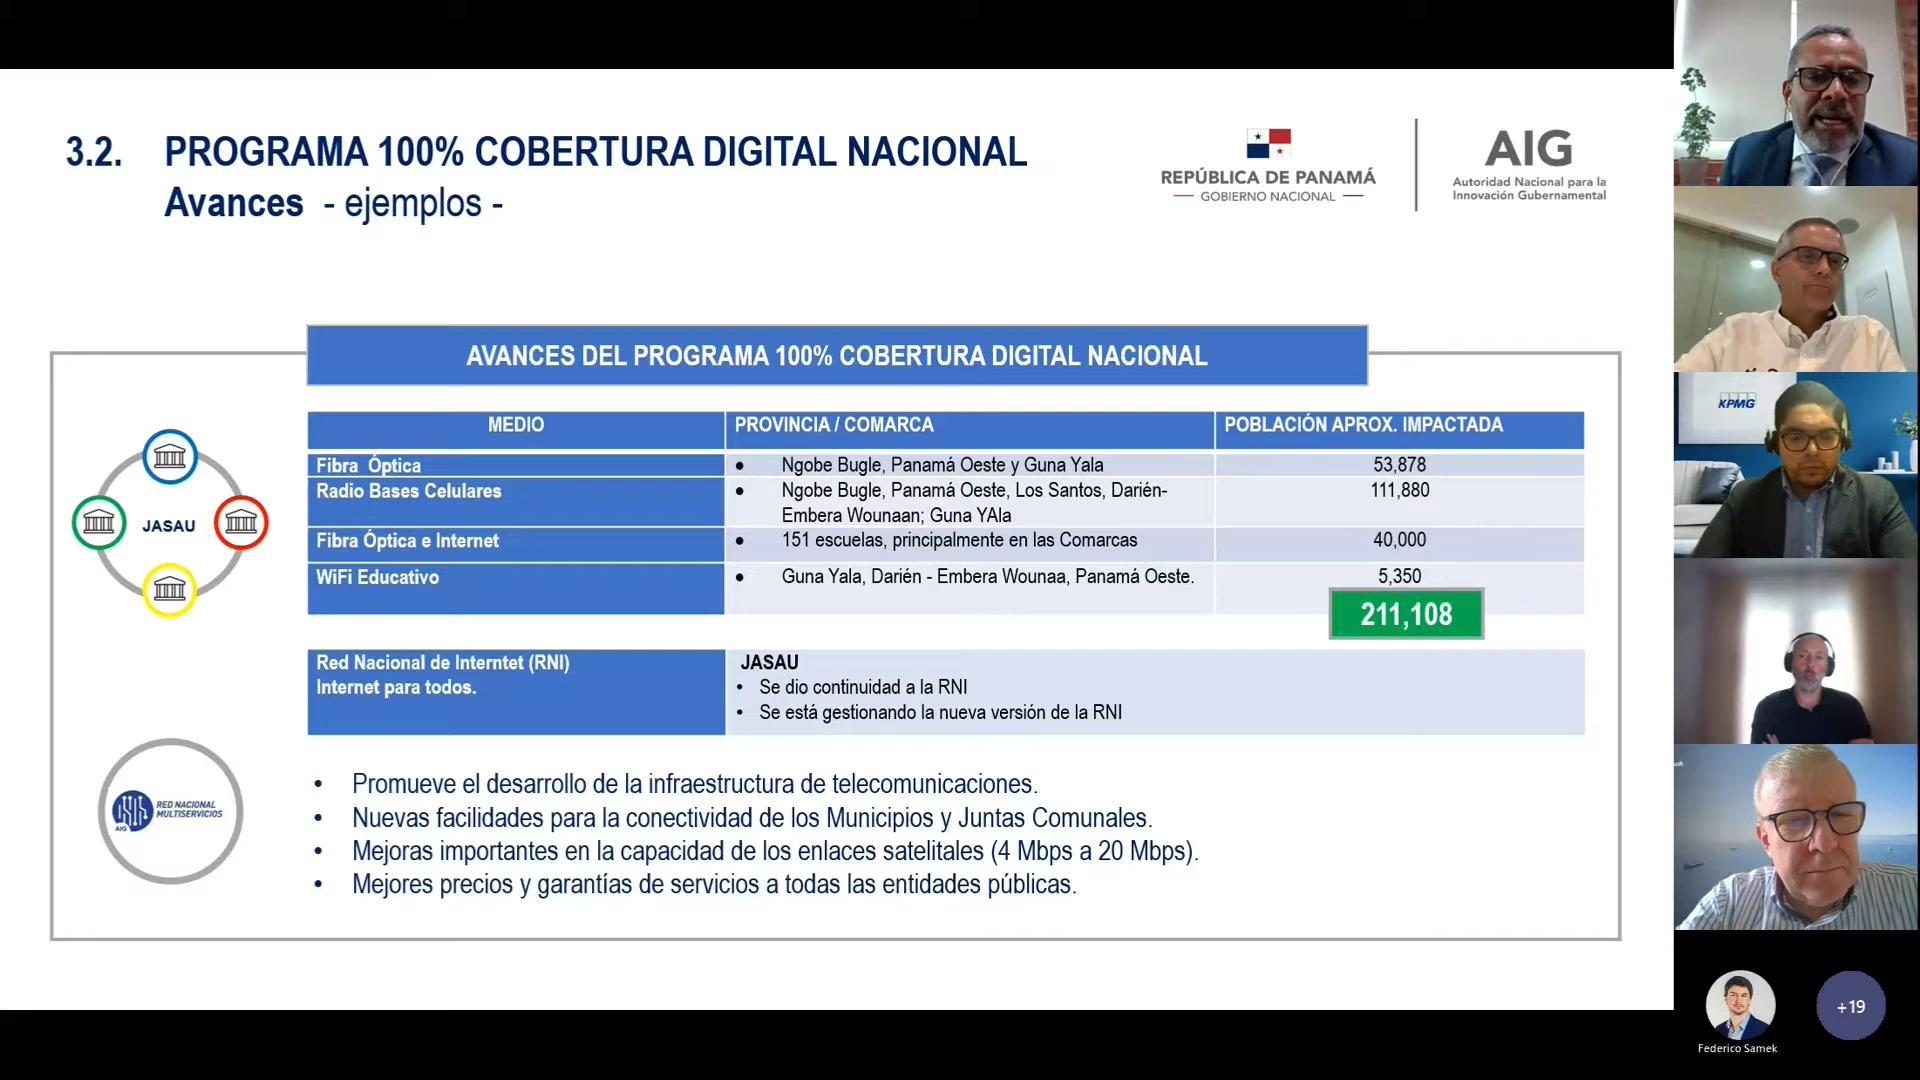 3.2. PROGRAMA 100% COBERTURA DIGITAL NACIONAL
Avances - ejemplos -
REPÚBLICA DE PANAMÁ
GOBIERNO NACIONAL
AIG
Autoridad Nacional para la
Innovación Gubernamental
AVANCES DEL PROGRAMA 100% COBERTURA DIGITAL NACIONAL
MEDIO PROVINCIA / COMARCA POBLACIÓN APROX. IMPACTADA
Fibra Óptica • Ngobe Bugle, Panamá Oeste y Guna Yala 53,878
Radio Bases Celulares • Ngobe Bugle, Panamá Oeste, Los Santos, Darién- 111,880
Embera Wounaan; Guna YAla
Fibra Óptica e Internet • 151 escuelas, principalmente en las Comarcas 40,000
WiFi Educativo • Guna Yala, Darién - Embera Wounaa, Panamá Oeste. 5,350
211,108
JASAU
Red Nacional de Interntet (RNI) JASAU
Internet para todos. • Se dio continuidad a la RNI
• Se está gestionando la nueva versión de la RNI
RED NACIONAL
MULTISERVICIOS
AIG
• Promueve el desarrollo de la infraestructura de telecomunicaciones.
• Nuevas facilidades para la conectividad de los Municipios y Juntas Comunales.
• Mejoras importantes en la capacidad de los enlaces satelitales (4 Mbps a 20 Mbps).
• Mejores precios y garantías de servicios a todas las entidades públicas.
KPMG
Federico Samek
+19